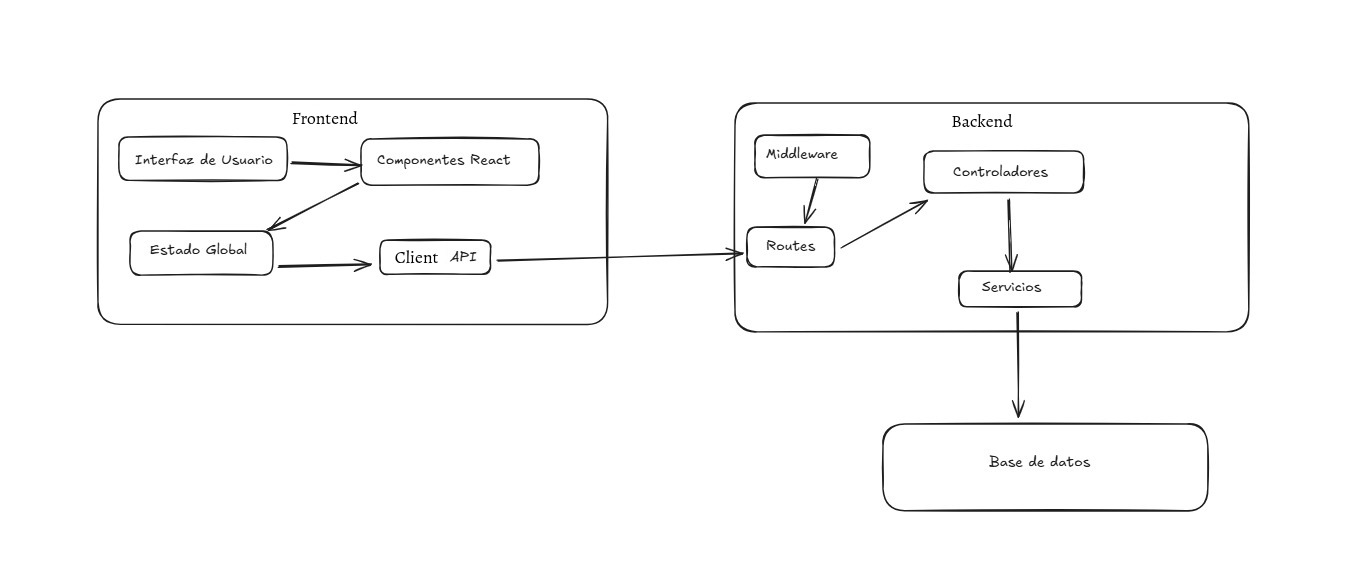 Frontend
Interfaz de Usuario
Componentes React
Estado Global
Client API
Backend
Middleware
Controladores
Routes
Servicios
Base de datos